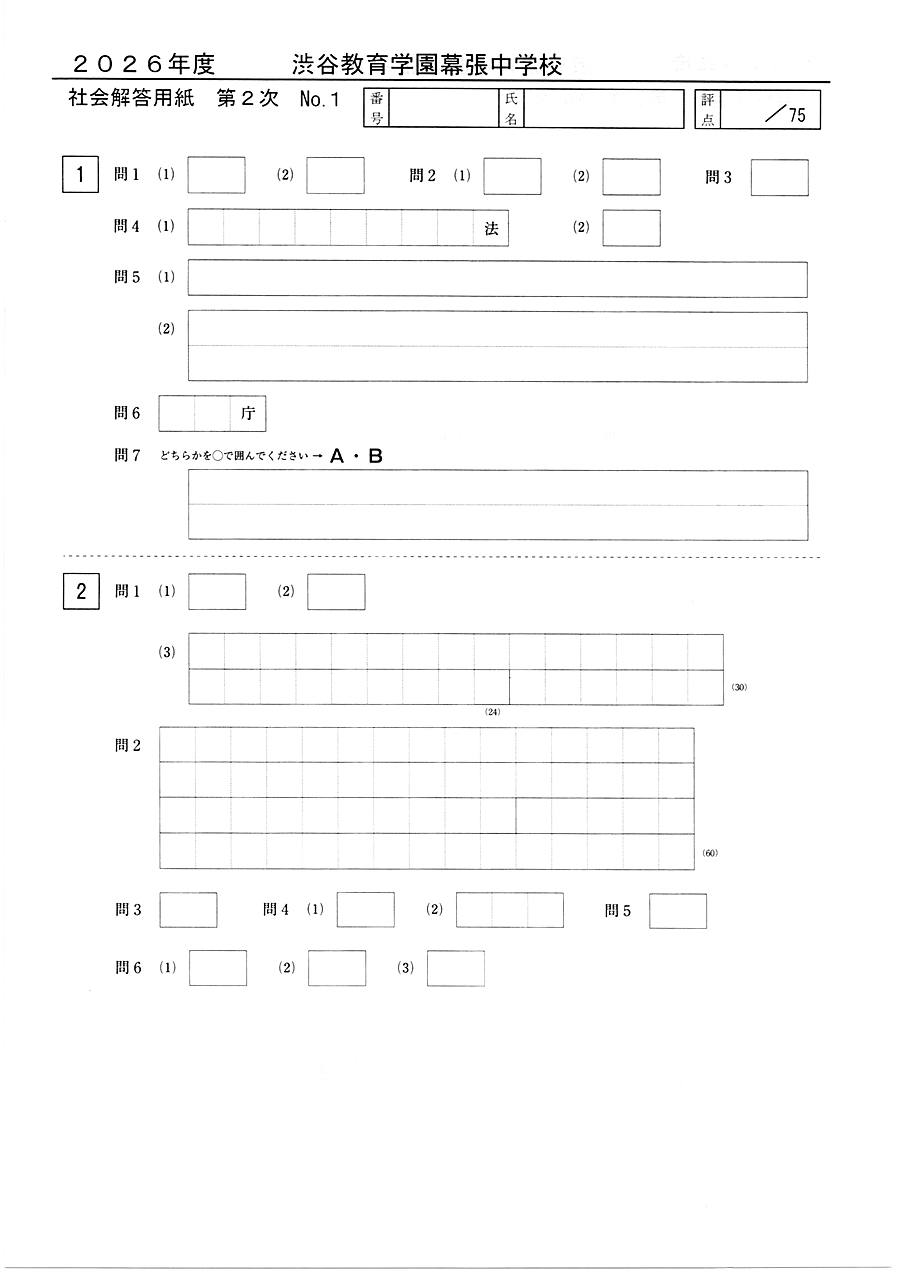 2026年度 渋谷教育学園幕張中学校
社会解答用紙 第2次 No.1 番号 氏名 評点 /75
1 問1 (1) (2) 問2 (1) (2) 問3
問4 (1) 法 (2)
問5 (1)
(2)
問6 庁
問7 どちらかを○で囲んでください→ A・B
2 問1 (1) (2)
(3)
(30)
(24)
問2
(60)
問3 問4 (1) (2) 問5
問6 (1) (2) (3)